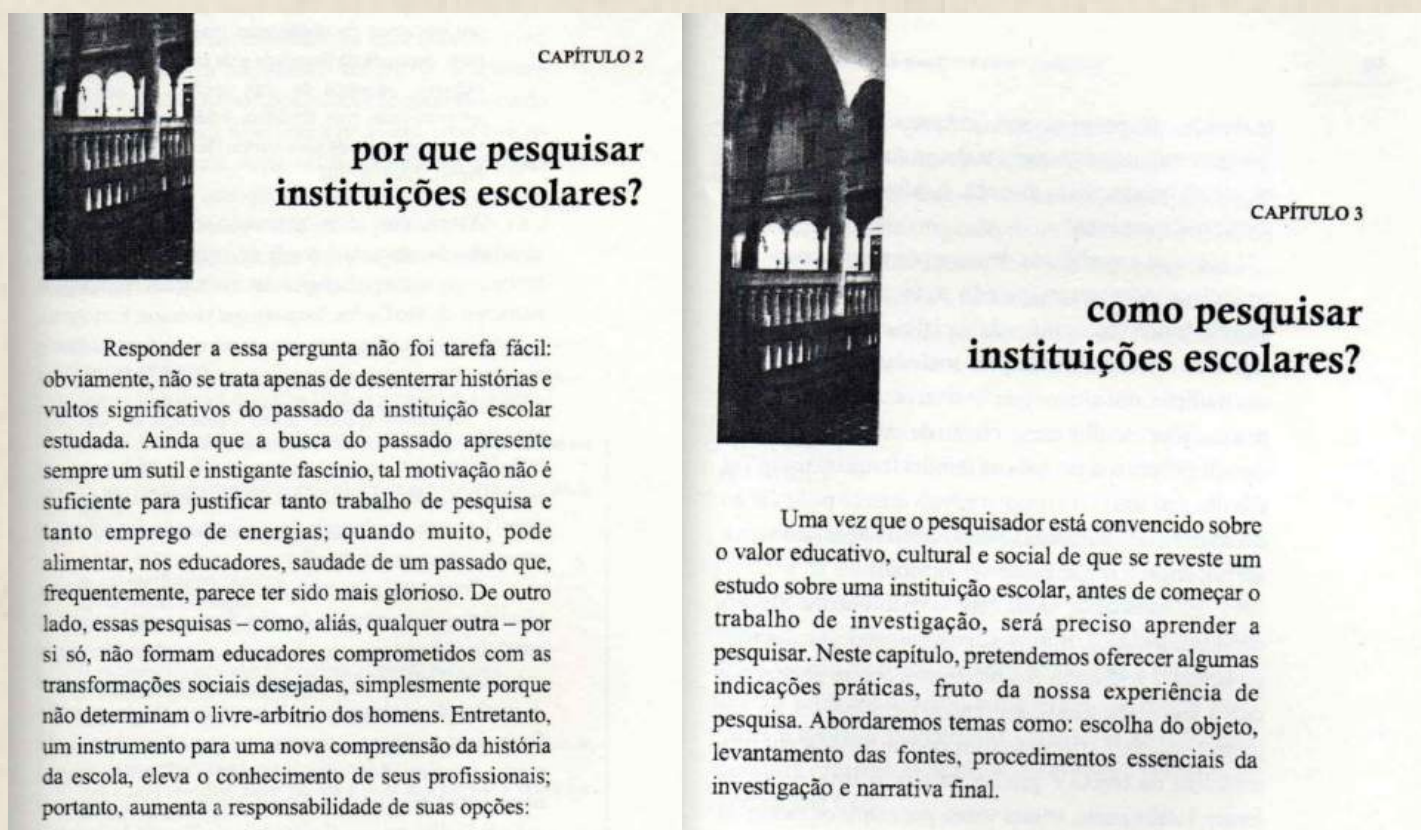 CAPÍTULO 2
por que pesquisar
instituições escolares?
Responder a essa pergunta não foi tarefa fácil:
obviamente, não se trata apenas de desenterrar histórias e
vultos significativos do passado da instituição escolar
estudada. Ainda que a busca do passado apresente
sempre um sutil e instigante fascínio, tal motivação não é
suficiente para justificar tanto trabalho de pesquisa e
tanto emprego de energias; quando muito, pode
alimentar, nos educadores, saudade de um passado que,
frequentemente, parece ter sido mais glorioso. De outro
lado, essas pesquisas – como, aliás, qualquer outra – por
si só, não formam educadores comprometidos com as
transformações sociais desejadas, simplesmente porque
não determinam o livre-arbítrio dos homens. Entretanto,
um instrumento para uma nova compreensão da história
da escola, eleva o conhecimento de seus profissionais;
portanto, aumenta a responsabilidade de suas opções:
CAPÍTULO 3
como pesquisar
instituições escolares?
Uma vez que o pesquisador está convencido sobre
o valor educativo, cultural e social de que se reveste um
estudo sobre uma instituição escolar, antes de começar o
trabalho de investigação, será preciso aprender a
pesquisar. Neste capítulo, pretendemos oferecer algumas
indicações práticas, fruto da nossa experiência de
pesquisa. Abordaremos temas como: escolha do objeto,
levantamento das fontes, procedimentos essenciais da
investigação e narrativa final.